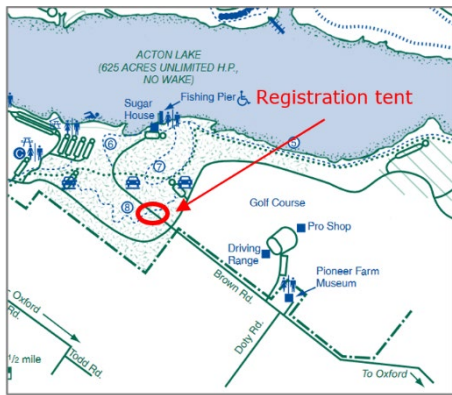 ACTON LAKE
(625 ACRES UNLIMITED H.P.,
NO WAKE)
Sugar
House
Fishing Pier
Registration tent
6
7
5
8
Golf Course
Pro Shop
Driving
Range
Pioneer Farm
Museum
Brown Rd.
Doty Rd.
To Oxford
To Oxford
Rd.
Todd Rd.
1/2 mile